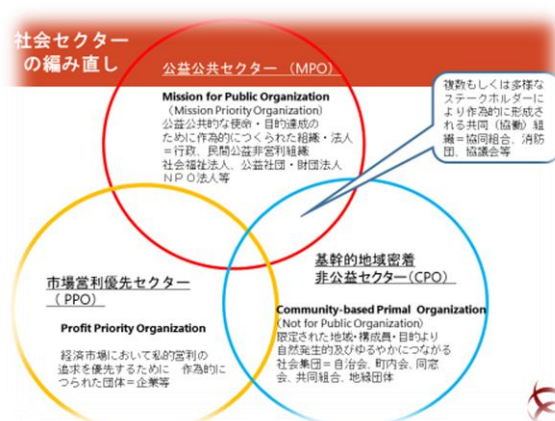 社会セクター
の編み直し
公益公共セクター （MPO）
Mission for Public Organization
（Mission Priority Organization）
公益公共的な使命・目的達成の
ために作為的につくられた組織・法人
＝行政、民間公益非営利組織
社会福祉法人、公益社団・財団法人
ＮＰＯ法人等
複数もしくは多様な
ステークホルダーに
より作為的に形成さ
れる共同（協働）組
織＝協同組合、消防
団、協議会等
市場営利優先セクター
（ PPO）
Profit Priority Organization
経済市場において私的営利の
追求を優先するために　作為的に
つられた団体＝企業等
基幹的地域密着
非公益セクター（CPO）
Community-based Primal Organization
（Not for Public Organization）
限定された地域・構成員・目的より
自然発生的及びゆるやかにつながる
社会集団＝自治会、町内会、同窓
会、共同組合、地縁団体